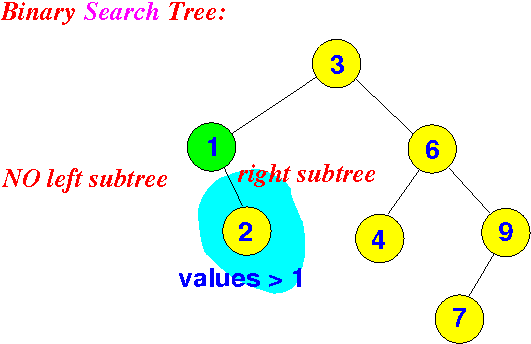 Binary Search Tree:
3
1
6
NO left subtree
right subtree
2
4
9
values > 1
7